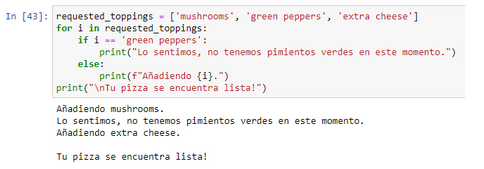 In [43]: requested_toppings = ['mushrooms', 'green peppers', 'extra cheese']
for i in requested_toppings:
    if i == 'green peppers':
        print("Lo sentimos, no tenemos pimientos verdes en este momento.")
    else:
        print(f"Añadiendo {i}.")
print("\nTu pizza se encuentra lista!")
Añadiendo mushrooms.
Lo sentimos, no tenemos pimientos verdes en este momento.
Añadiendo extra cheese.
Tu pizza se encuentra lista!